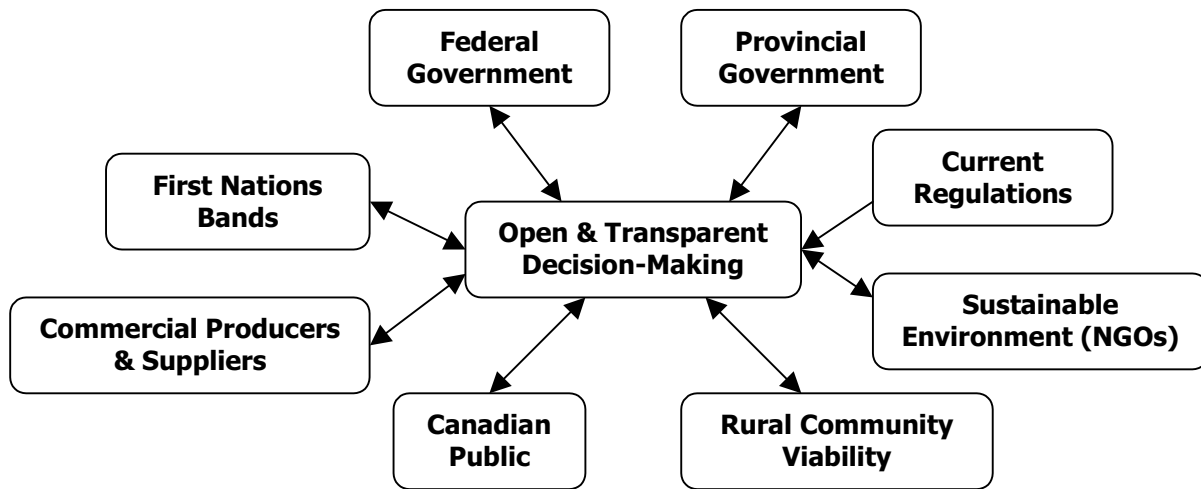 Federal
Government
Provincial
Government
First Nations
Bands
Current
Regulations
Open & Transparent
Decision-Making
Commercial Producers
& Suppliers
Sustainable
Environment (NGOs)
Canadian
Public
Rural Community
Viability